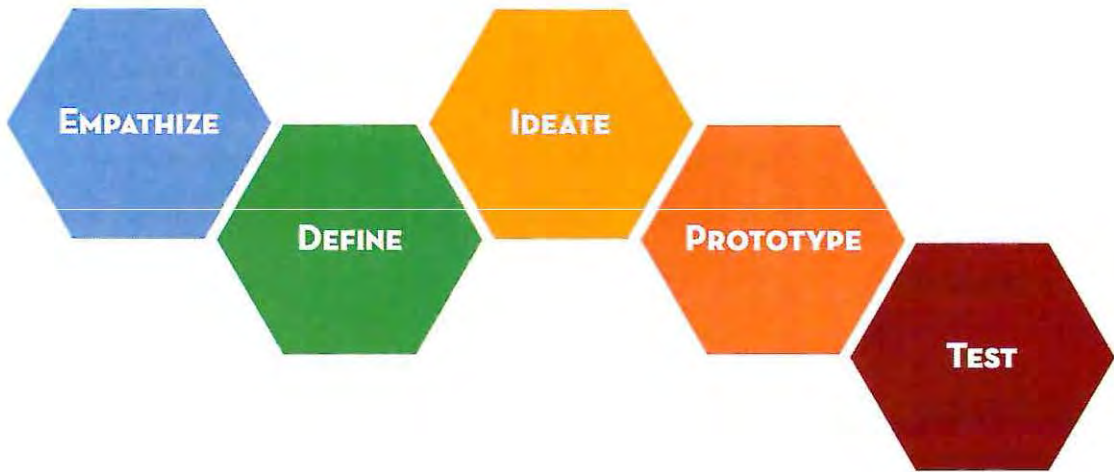 EMPATHIZE
DEFINE
IDEATE
PROTOTYPE
TEST